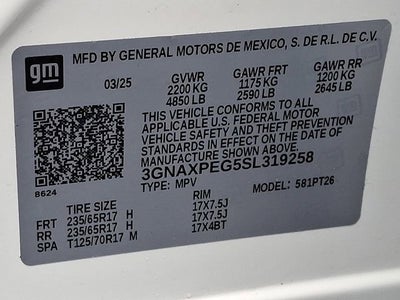 gm
MFD BY GENERAL MOTORS DE MEXICO, S. DE R.L. DE C.V.
03/25 GVWR GAWR FRT GAWR RR
2200 KG 1175 KG 1200 KG
4850 LB 2590 LB 2645 LB
THIS VEHICLE CONFORMS TO ALL
APPLICABLE U.S. FEDERAL MOTOR
VEHICLE SAFETY AND THEFT PREVENTION
STANDARDS IN EFFECT ON THE DATE OF
MANUFACTURE SHOWN ABOVE.
3GNAXPEG5SL319258
8624 TYPE: MPV MODEL: 581PT26
TIRE SIZE RIM
FRT 235/65R17 H 17X7.5J
RR 235/65R17 H 17X7.5J
SPA T125/70R17 M 17X4BT